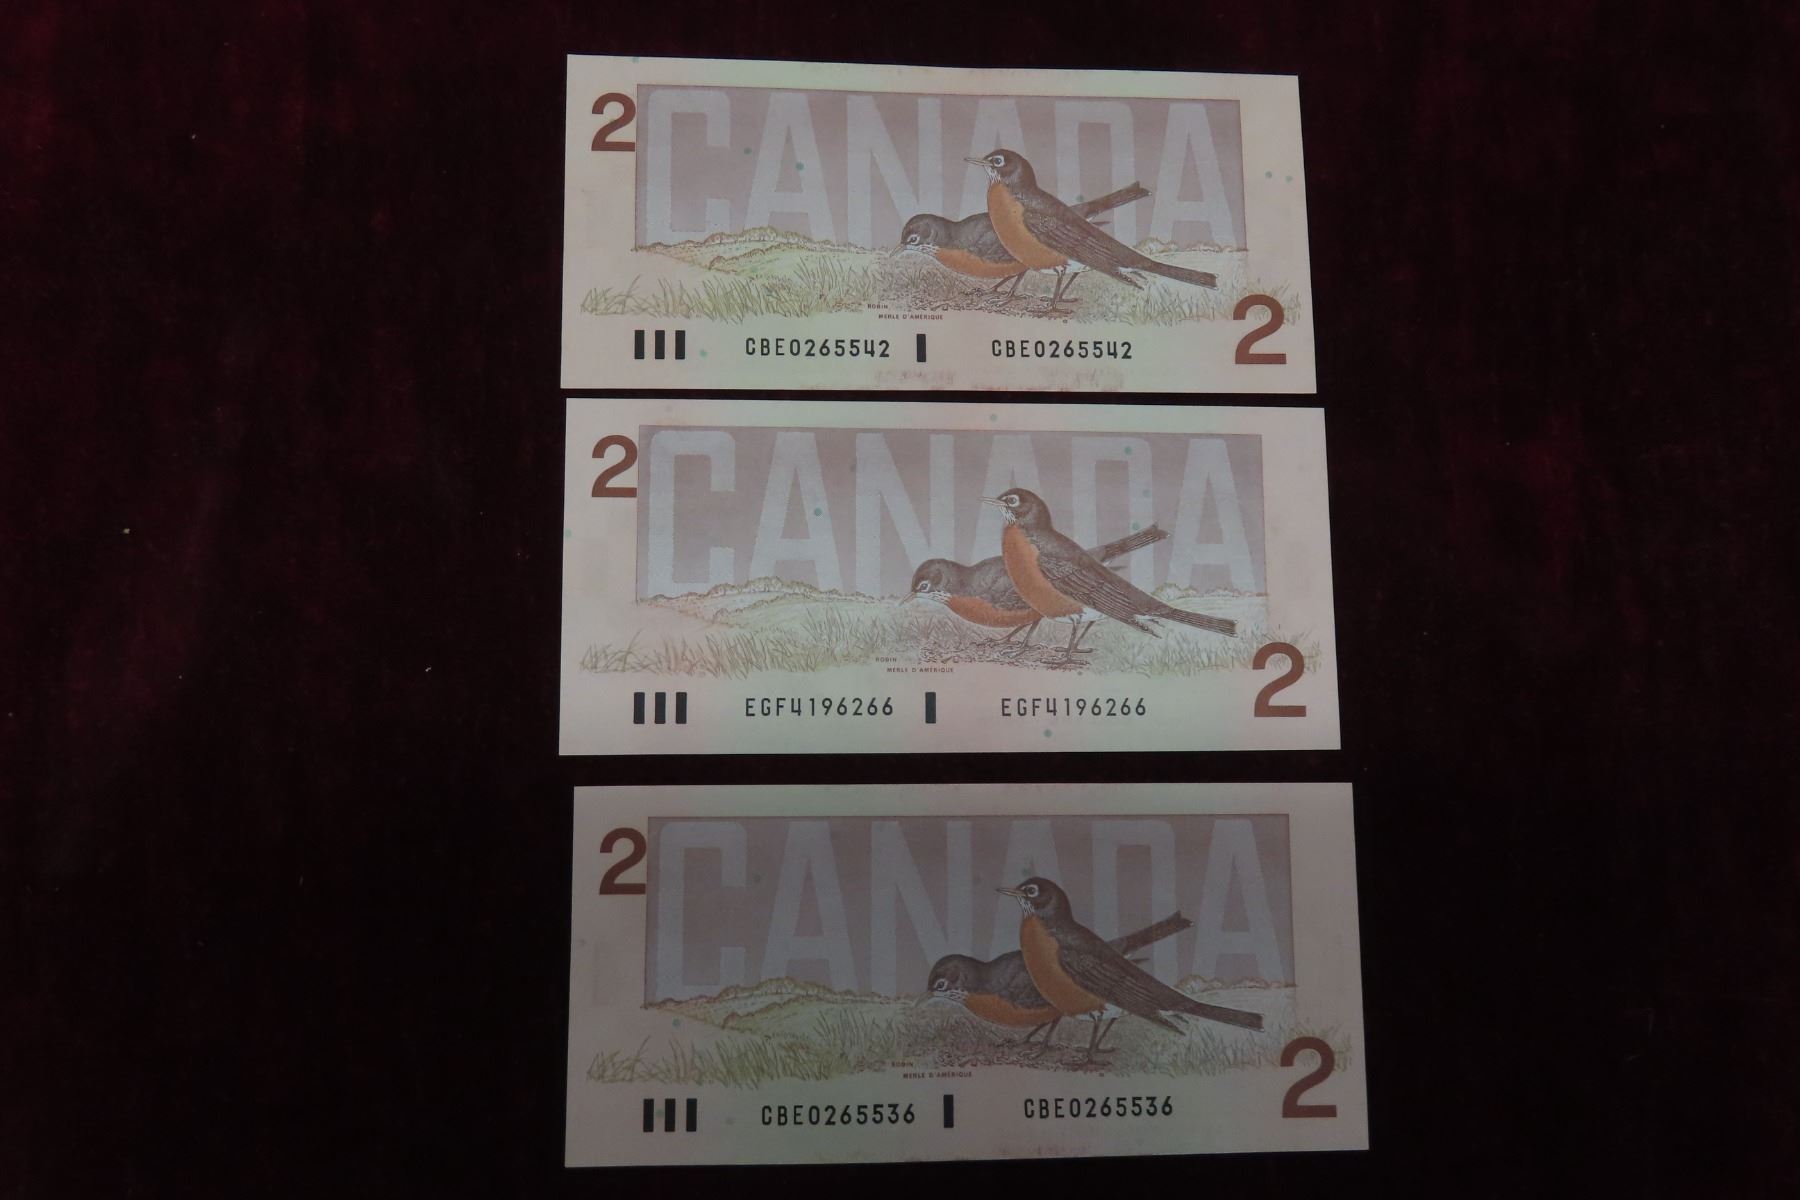 2
CANADA
ROBIN
MERLE D'AMÉRIQUE
2
CBE0265542 CBE0265542
2
CANADA
ROBIN
MERLE D'AMÉRIQUE
2
EGF4196266 EGF4196266
2
CANADA
ROBIN
MERLE D'AMÉRIQUE
2
CBE0265536 CBE0265536